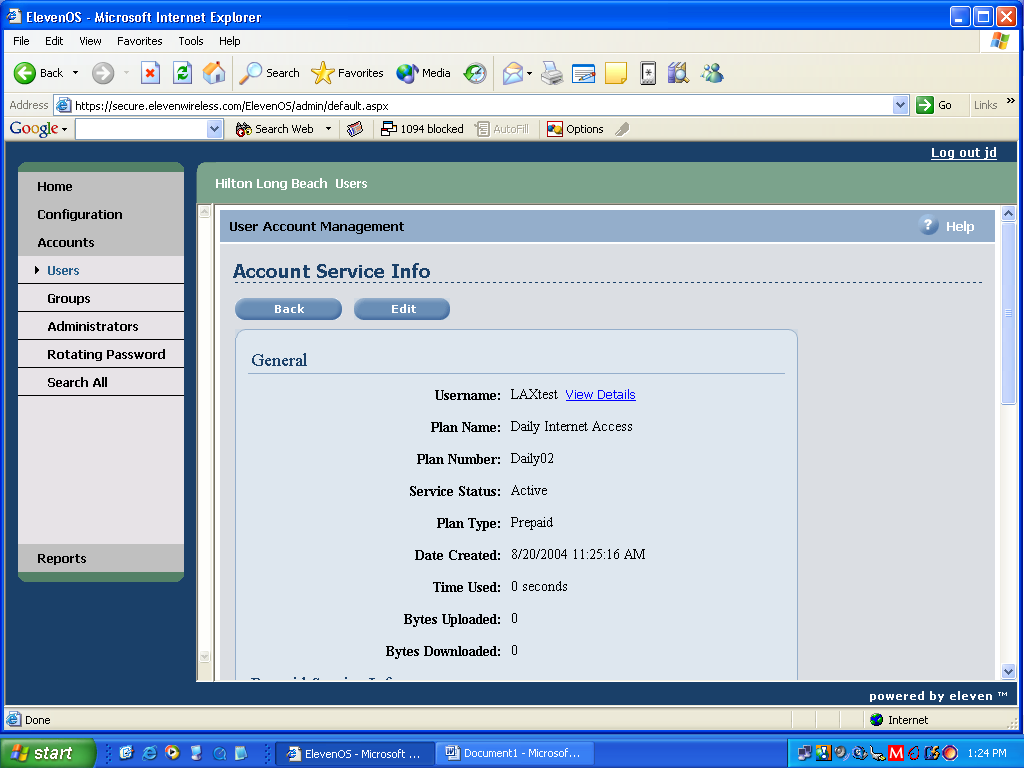 ElevenOS - Microsoft Internet Explorer
File Edit View Favorites Tools Help
Back Search Favorites Media
Address https://secure.elevenwireless.com/ElevenOS/admin/default.aspx Go Links »
Google Search Web 1094 blocked AutoFill Options
Log out jd
Home
Configuration
Accounts
Users
Groups
Administrators
Rotating Password
Search All
Reports
Hilton Long Beach Users
User Account Management ? Help
Account Service Info
Back Edit
General
Username: LAXtest View Details
Plan Name: Daily Internet Access
Plan Number: Daily02
Service Status: Active
Plan Type: Prepaid
Date Created: 8/20/2004 11:25:16 AM
Time Used: 0 seconds
Bytes Uploaded: 0
Bytes Downloaded: 0
powered by eleven ™
Done Internet
start ElevenOS - Microsoft ... Document1 - Microsof... 1:24 PM